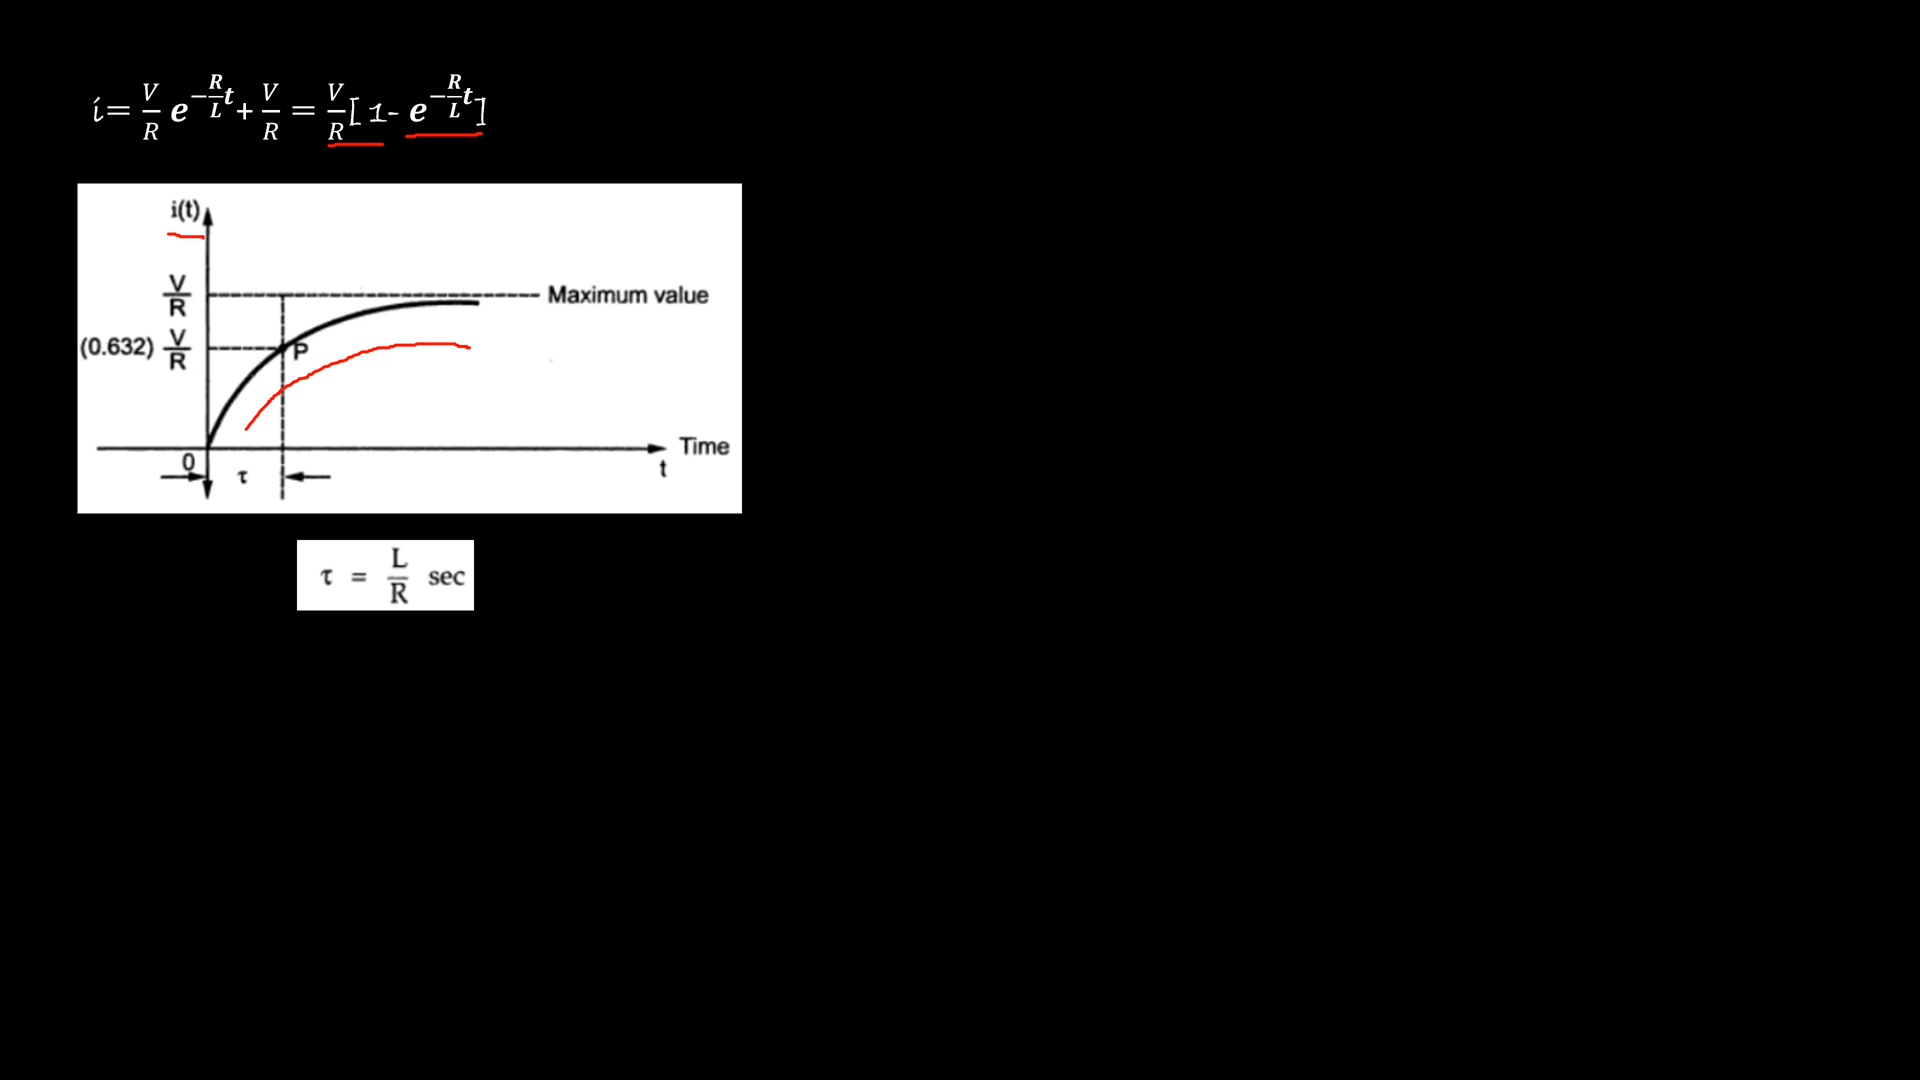 i= V/R e^{-R/L t}+ V/R = V/R [ 1- e^{-R/L t} ]
i(t)
V/R
Maximum value
(0.632) V/R
P
0
τ
Time
t
τ = L/R sec